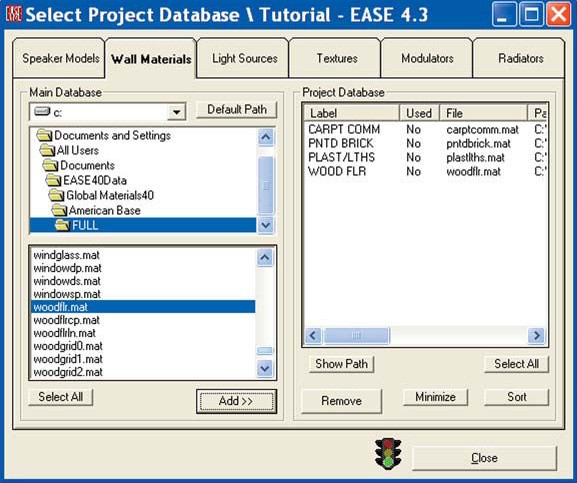 EASE Select Project Database \ Tutorial - EASE 4.3
Speaker Models Wall Materials Light Sources Textures Modulators Radiators
Main Database
c:
Default Path
Documents and Settings
All Users
Documents
EASE40Data
Global Materials40
American Base
FULL
windglass.mat
windowdp.mat
windowds.mat
windowsp.mat
woodflr.mat
woodflrcp.mat
woodflrln.mat
woodgrid0.mat
woodgrid1.mat
woodgrid2.mat
Select All
Add >>
Project Database
Label Used File Pa
CARPT COMM No carptcomm.mat C:'
PNTD BRICK No pntdbrick.mat C:'
PLAST/LTHS No plastlths.mat C:'
WOOD FLR No woodflr.mat C:'
Show Path Select All
Remove Minimize Sort
Close